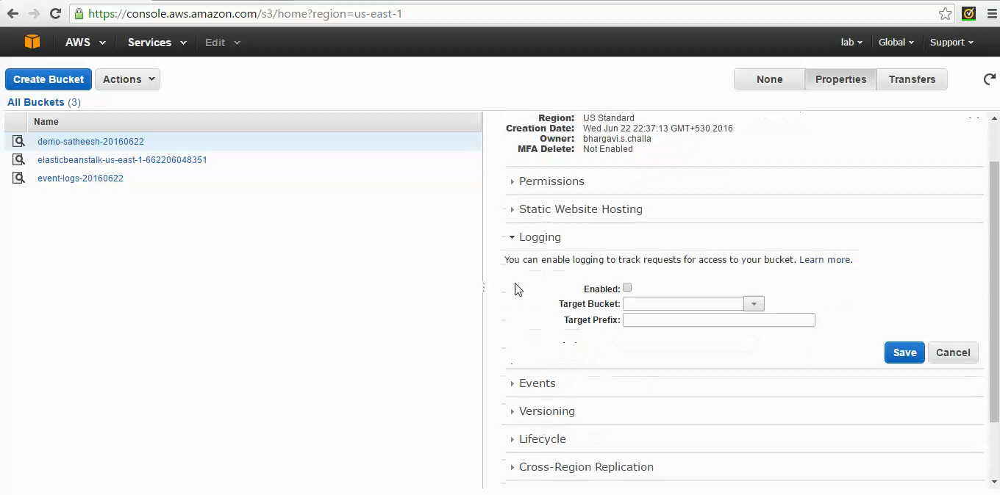 https://console.aws.amazon.com/s3/home?region=us-east-1
AWS Services Edit lab Global Support
Create Bucket Actions None Properties Transfers
All Buckets (3)
Name
demo-satheesh-20160622
elasticbeanstalk-us-east-1-662206048351
event-logs-20160622
Region: US Standard
Creation Date: Wed Jun 22 22:37:13 GMT+530 2016
Owner: bhargavi.s.challa
MFA Delete: Not Enabled
Permissions
Static Website Hosting
Logging
You can enable logging to track requests for access to your bucket. Learn more.
Enabled:
Target Bucket:
Target Prefix:
Save Cancel
Events
Versioning
Lifecycle
Cross-Region Replication